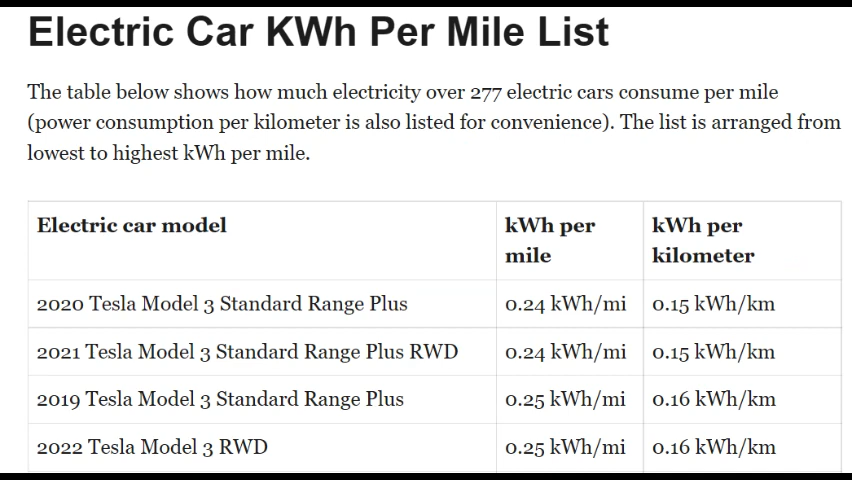 Electric Car KWh Per Mile List
The table below shows how much electricity over 277 electric cars consume per mile
(power consumption per kilometer is also listed for convenience). The list is arranged from
lowest to highest kWh per mile.
Electric car model kWh per mile kWh per kilometer
2020 Tesla Model 3 Standard Range Plus 0.24 kWh/mi 0.15 kWh/km
2021 Tesla Model 3 Standard Range Plus RWD 0.24 kWh/mi 0.15 kWh/km
2019 Tesla Model 3 Standard Range Plus 0.25 kWh/mi 0.16 kWh/km
2022 Tesla Model 3 RWD 0.25 kWh/mi 0.16 kWh/km